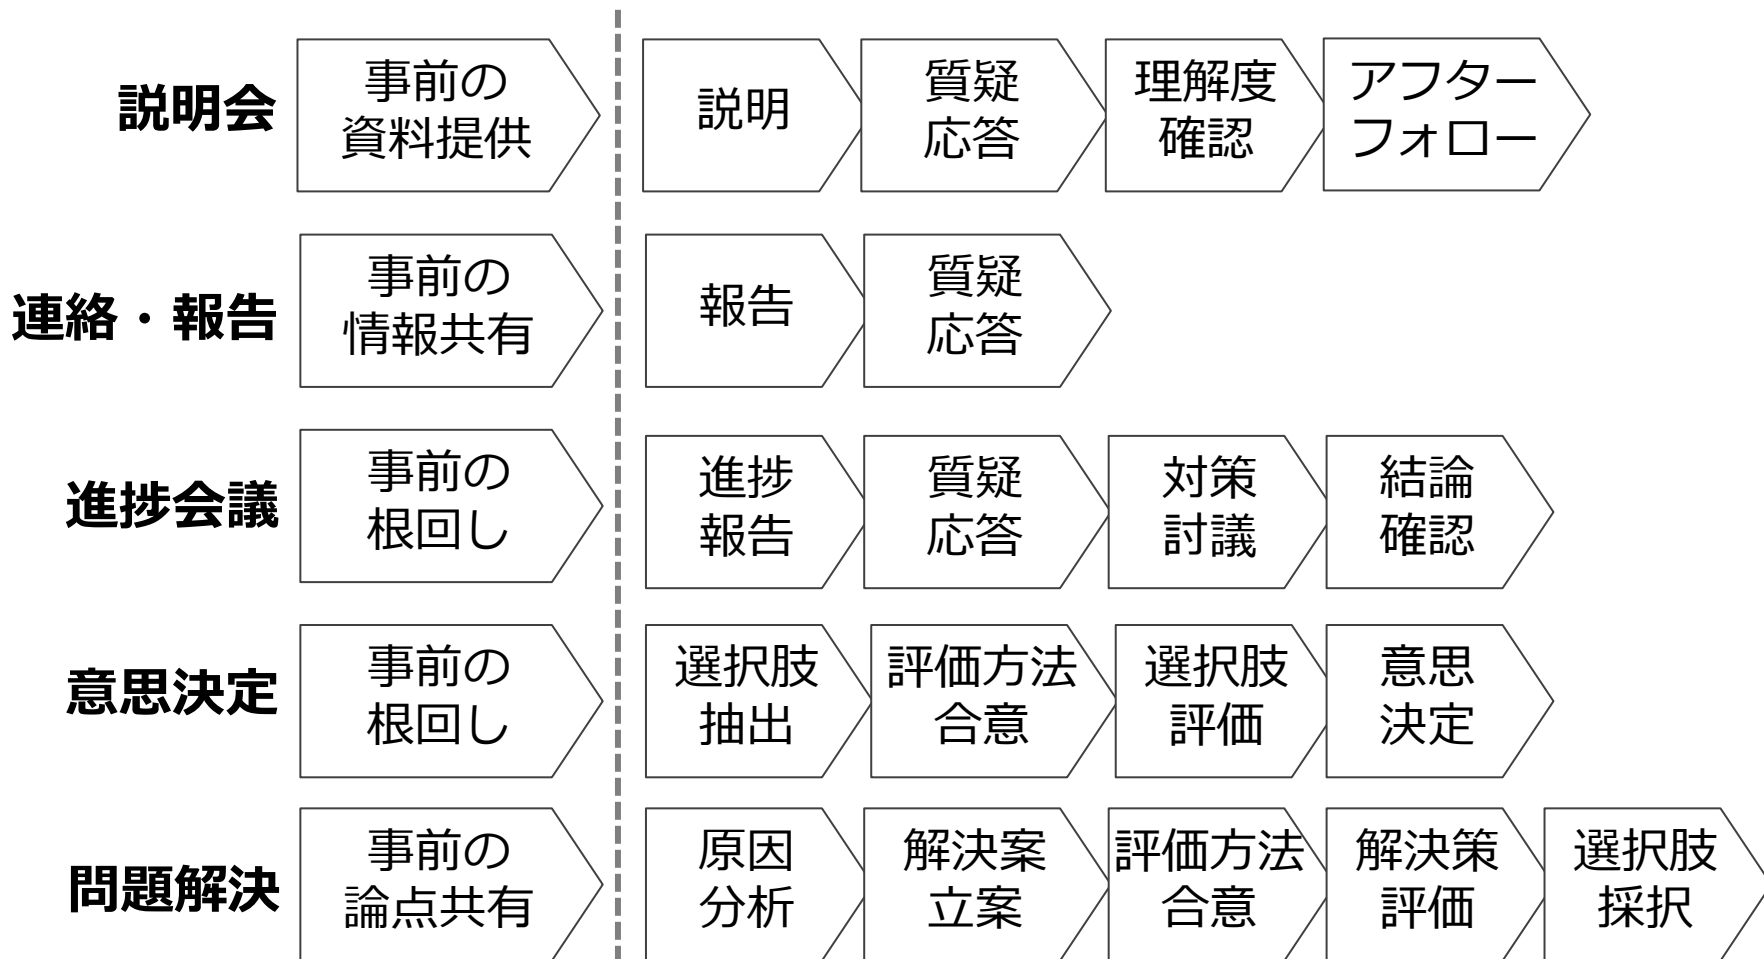 説明会
事前の
資料提供
説明
質疑
応答
理解度
確認
アフター
フォロー
連絡・報告
事前の
情報共有
報告
質疑
応答
進捗会議
事前の
根回し
進捗
報告
質疑
応答
対策
討議
結論
確認
意思決定
事前の
根回し
選択肢
抽出
評価方法
合意
選択肢
評価
意思
決定
問題解決
事前の
論点共有
原因
分析
解決案
立案
評価方法
合意
解決策
評価
選択肢
採択